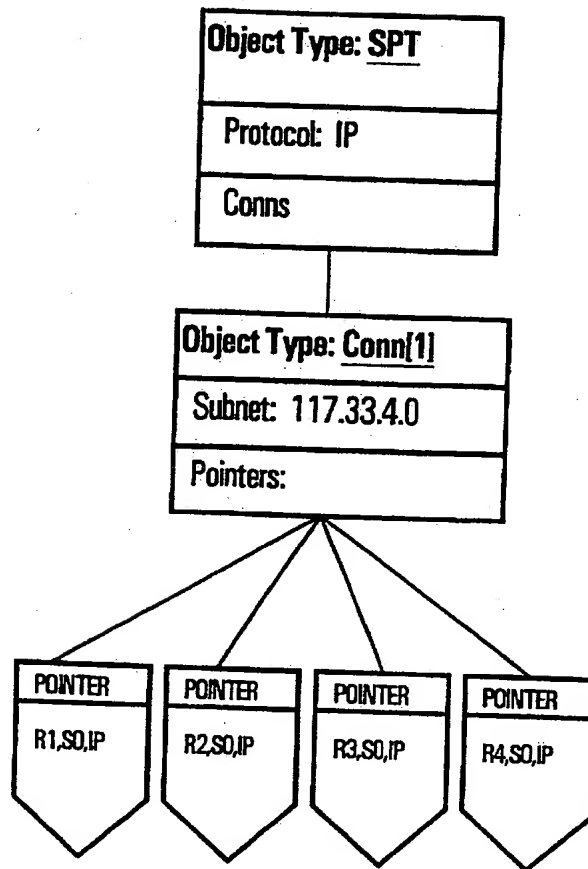 Object Type: SPT
Protocol: IP
Conns
Object Type: Conn[1]
Subnet: 117.33.4.0
Pointers:
POINTER
R1,S0,IP
POINTER
R2,S0,IP
POINTER
R3,S0,IP
POINTER
R4,S0,IP